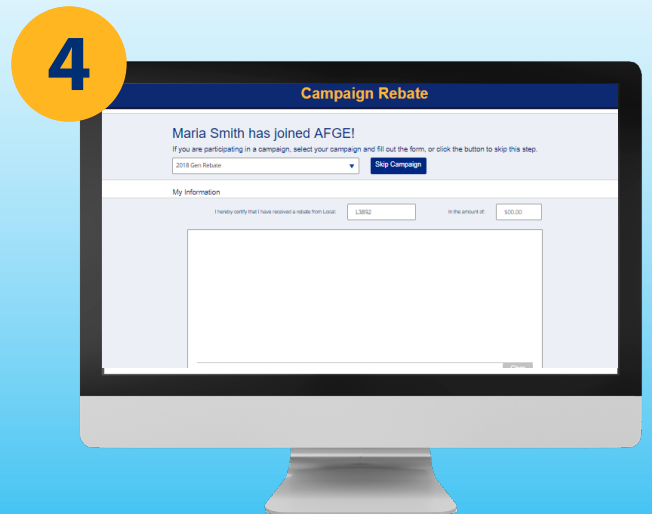 4
Campaign Rebate
Maria Smith has joined AFGE!
If you are participating in a campaign, select your campaign and fill out the form, or click the button to skip this step.
2018 Gen Rebate
Skip Campaign
My Information
I hereby certify that I have received a rebate from Local: L3892 In the amount of: $00.00